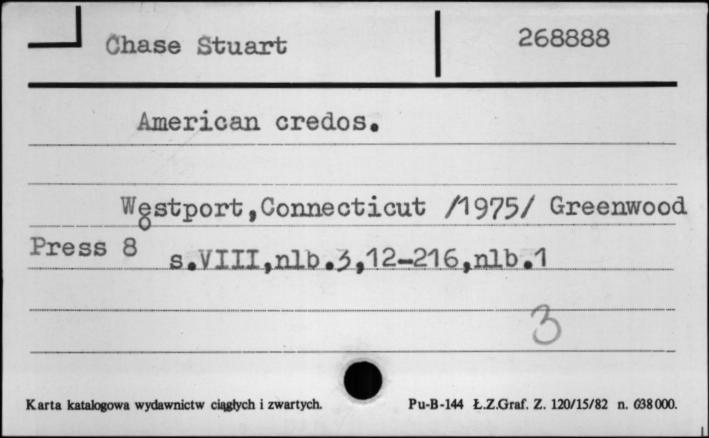 Chase Stuart 268888
American credos.
Westport,Connecticut /1975/ Greenwood
Press 8° s.VIII,nlb.3,12-216,nlb.1
3
Karta katalogowa wydawnictw ciągłych i zwartych. Pu-B-144 Ł.Z.Graf. Z. 120/15/82 n. 638000.